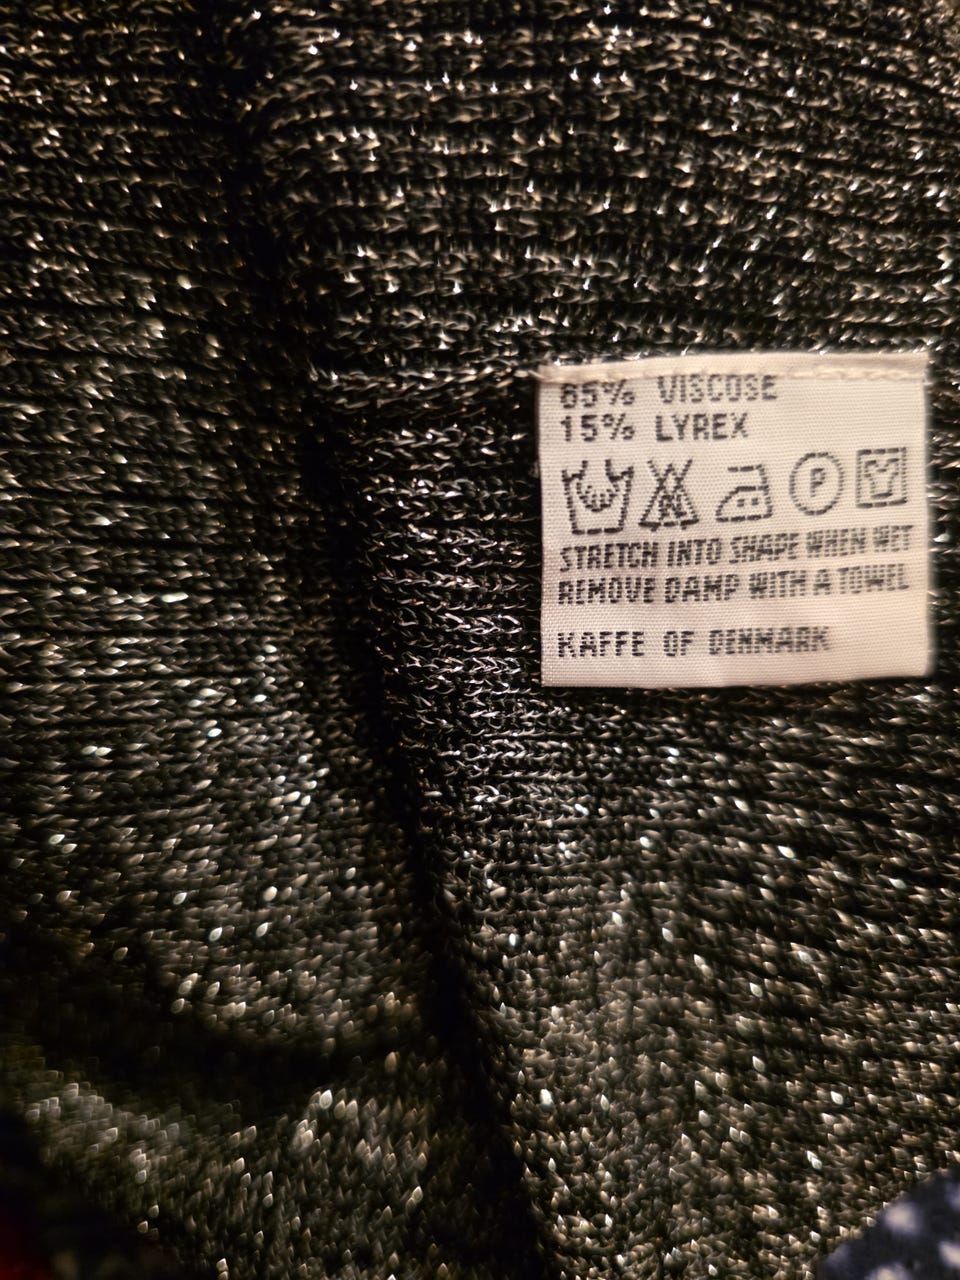 85% VISCOSE
15% LYREX
P
STRETCH INTO SHAPE WHEN WET
REMOVE DAMP WITH A TOWEL
KAFFE OF DENMARK